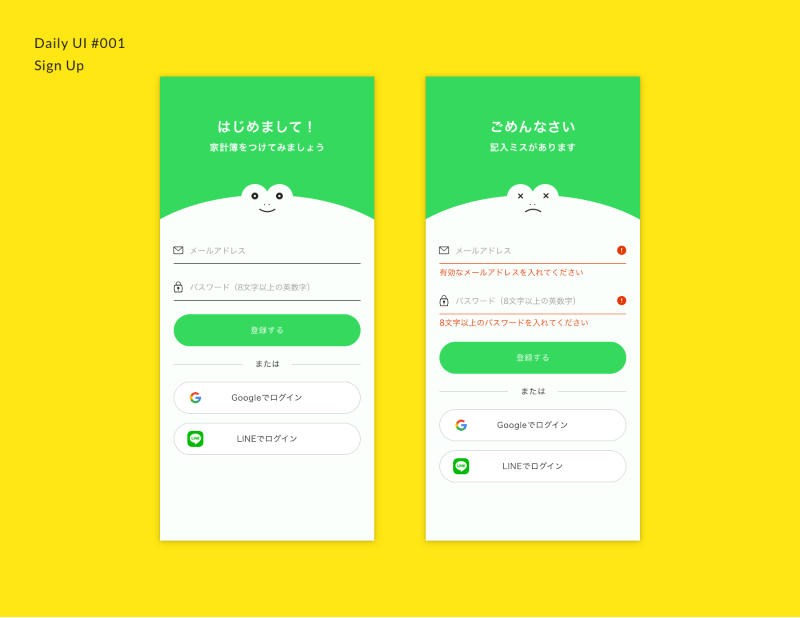 Daily UI #001
Sign Up
はじめまして！
家計簿をつけてみましょう
メールアドレス
パスワード（8文字以上の英数字）
登録する
または
Googleでログイン
LINE
LINEでログイン
ごめんなさい
記入ミスがあります
メールアドレス
有効なメールアドレスを入れてください
パスワード（8文字以上の英数字）
8文字以上のパスワードを入れてください
登録する
または
Googleでログイン
LINE
LINEでログイン